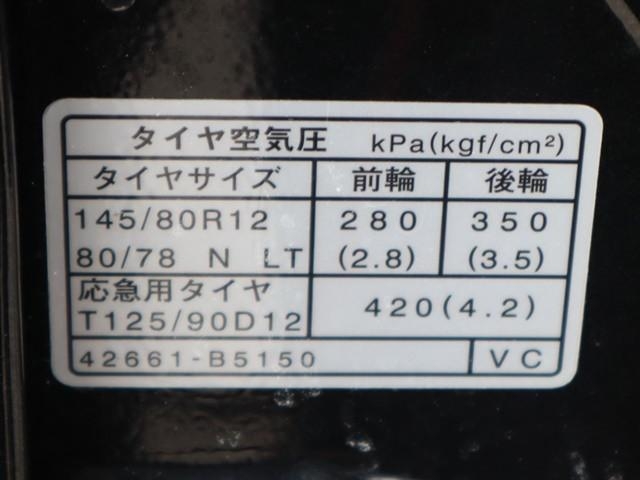 タイヤ空気圧 kPa(kgf/cm²)
タイヤサイズ 前輪 後輪
145/80R12 280 350
80/78 N LT (2.8) (3.5)
応急用タイヤ
T125/90D12 420(4.2)
42661-B5150 VC